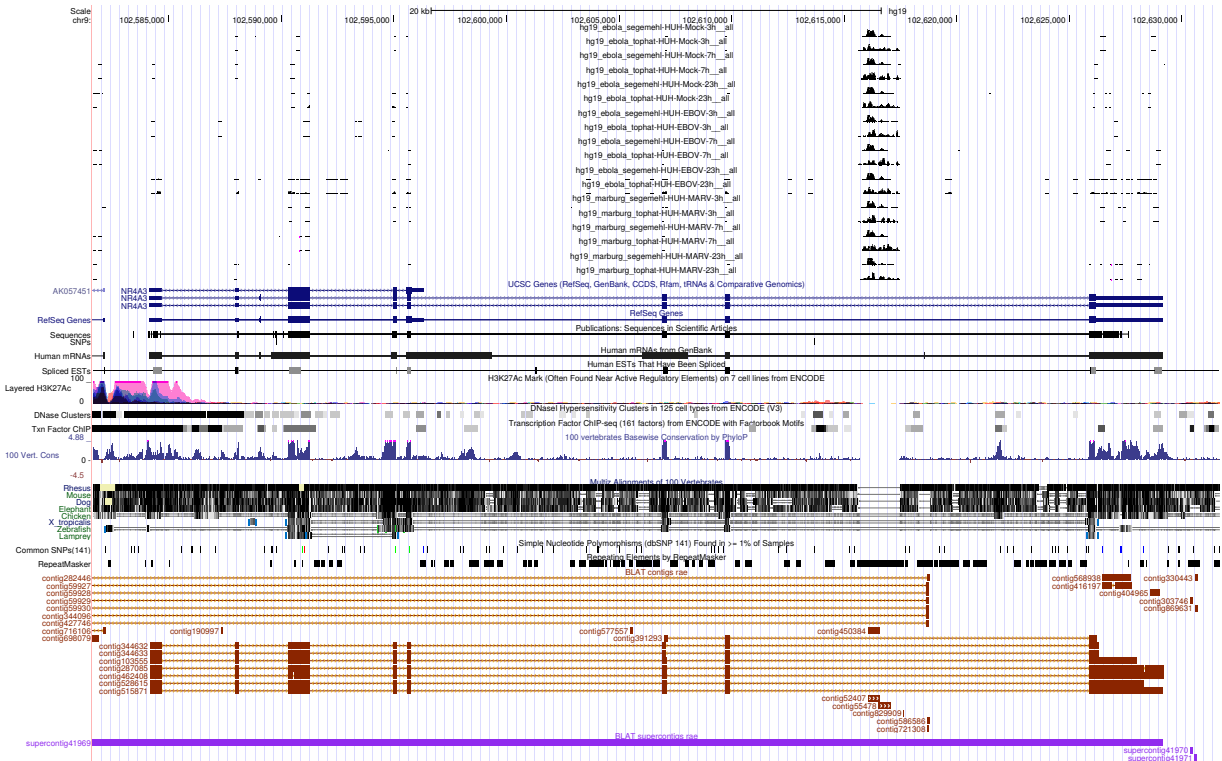 Scale 20 kb hg19
chr9: 102,585,000 102,590,000 102,595,000 102,600,000 102,605,000 102,610,000 102,615,000 102,620,000 102,625,000 102,630,000
hg19_ebola_segemehl-HUH-Mock-3h__all
hg19_ebola_tophat-HUH-Mock-3h__all
hg19_ebola_segemehl-HUH-Mock-7h__all
hg19_ebola_tophat-HUH-Mock-7h__all
hg19_ebola_segemehl-HUH-Mock-23h__all
hg19_ebola_tophat-HUH-Mock-23h__all
hg19_ebola_segemehl-HUH-EBOV-3h__all
hg19_ebola_tophat-HUH-EBOV-3h__all
hg19_ebola_segemehl-HUH-EBOV-7h__all
hg19_ebola_tophat-HUH-EBOV-7h__all
hg19_ebola_segemehl-HUH-EBOV-23h__all
hg19_ebola_tophat-HUH-EBOV-23h__all
hg19_marburg_segemehl-HUH-MARV-3h__all
hg19_marburg_tophat-HUH-MARV-3h__all
hg19_marburg_segemehl-HUH-MARV-7h__all
hg19_marburg_tophat-HUH-MARV-7h__all
hg19_marburg_segemehl-HUH-MARV-23h__all
hg19_marburg_tophat-HUH-MARV-23h__all
UCSC Genes (RefSeq, GenBank, CCDS, Rfam, tRNAs & Comparative Genomics)
AK057451 NR4A3
NR4A3
NR4A3
RefSeq Genes
RefSeq Genes
Publications: Sequences in Scientific Articles
Sequences
SNPs
Human mRNAs from GenBank
Human mRNAs
Human ESTs That Have Been Spliced
Spliced ESTs
H3K27Ac Mark (Often Found Near Active Regulatory Elements) on 7 cell lines from ENCODE
100
Layered H3K27Ac
0
DNaseI Hypersensitivity Clusters in 125 cell types from ENCODE (V3)
DNase Clusters
Transcription Factor ChIP-seq (161 factors) from ENCODE with Factorbook Motifs
Txn Factor ChIP
100 vertebrates Basewise Conservation by PhyloP
4.88
100 Vert. Cons
0
-4.5
Multiz Alignments of 100 Vertebrates
Rhesus
Mouse
Dog
Elephant
Chicken
X_tropicalis
Zebrafish
Lamprey
Simple Nucleotide Polymorphisms (dbSNP 141) Found in >= 1% of Samples
Common SNPs(141)
Repeating Elements by RepeatMasker
RepeatMasker
BLAT contigs rae
contig282446 contig568938 contig330443
contig59927 contig416197
contig59928 contig404965
contig59929 contig303746
contig59930 contig869631
contig344096
contig427746
contig716106 contig190997 contig577557 contig450384
contig698079 contig391293
contig344632
contig344633
contig103555
contig287085
contig462408
contig528615
contig515871
contig52407
contig55478
contig829909
contig586586
contig721308
BLAT supercontigs rae
supercontig41969
supercontig41970
supercontig41971